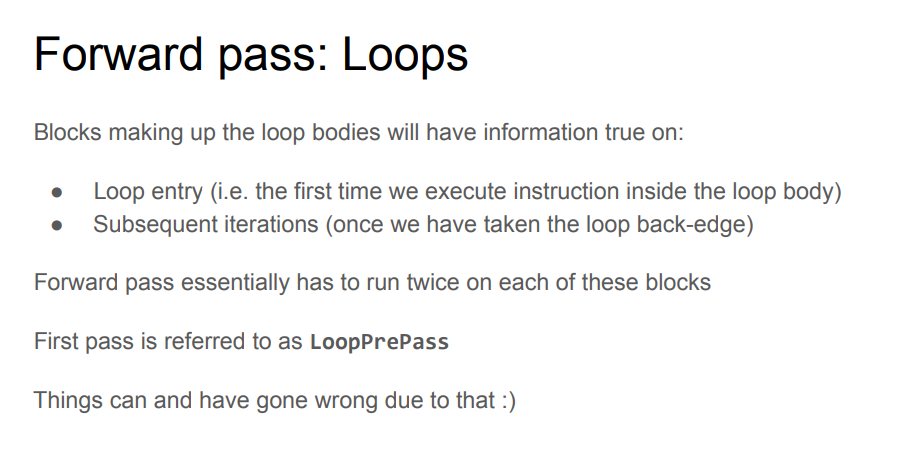 Forward pass: Loops
Blocks making up the loop bodies will have information true on:
● Loop entry (i.e. the first time we execute instruction inside the loop body)
● Subsequent iterations (once we have taken the loop back-edge)
Forward pass essentially has to run twice on each of these blocks
First pass is referred to as LoopPrePass
Things can and have gone wrong due to that :)